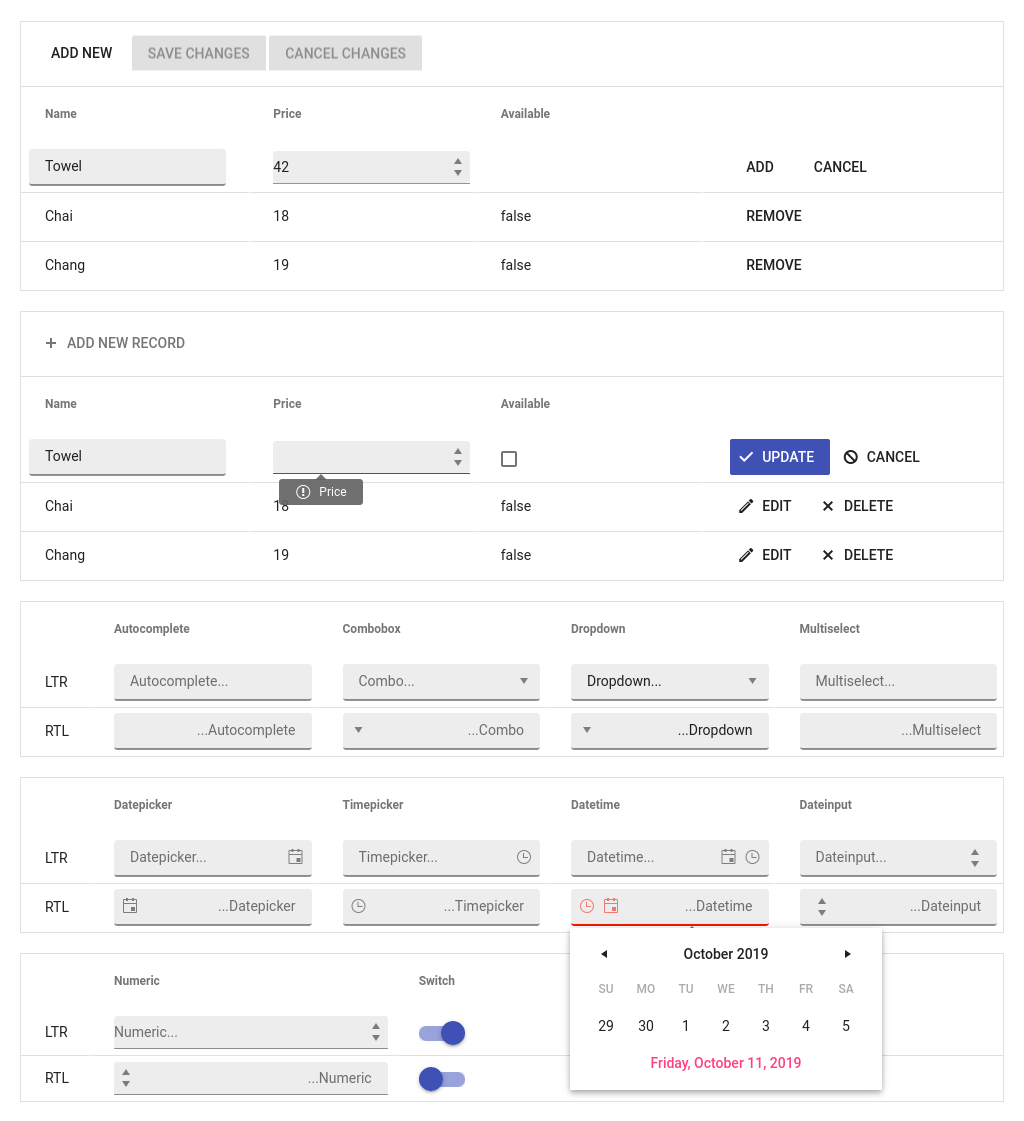 ADD NEW SAVE CHANGES CANCEL CHANGES
Name Price Available
Towel 42 ADD CANCEL
Chai 18 false REMOVE
Chang 19 false REMOVE
ADD NEW RECORD
Name Price Available
Towel UPDATE CANCEL
Price
Chai 18 false EDIT DELETE
Chang 19 false EDIT DELETE
Autocomplete Combobox Dropdown Multiselect
LTR Autocomplete... Combo... Dropdown... Multiselect...
RTL ...Autocomplete ...Combo ...Dropdown ...Multiselect
Datepicker Timepicker Datetime Dateinput
LTR Datepicker... Timepicker... Datetime... Dateinput...
RTL ...Datepicker ...Timepicker ...Datetime ...Dateinput
October 2019
SU MO TU WE TH FR SA
29 30 1 2 3 4 5
Friday, October 11, 2019
Numeric Switch
LTR Numeric...
RTL ...Numeric